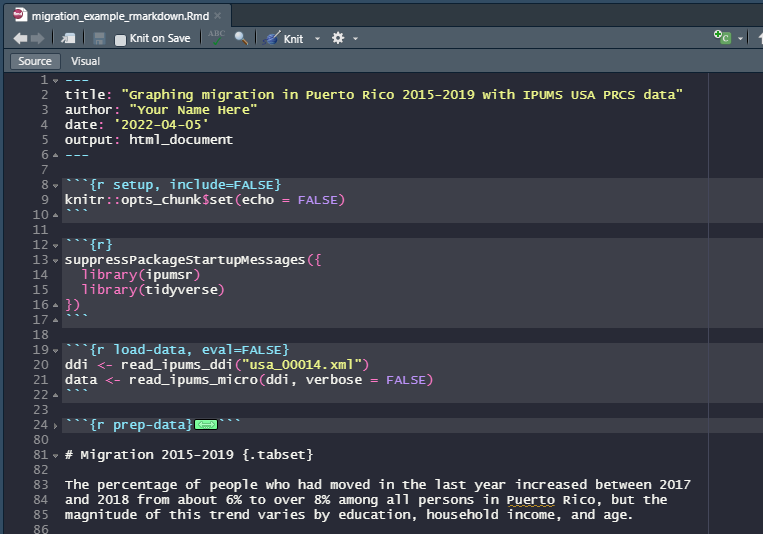 migration_example_rmarkdown.Rmd
Knit on Save ABC Knit
Source Visual
1 ---
2 title: "Graphing migration in Puerto Rico 2015-2019 with IPUMS USA PRCS data"
3 author: "Your Name Here"
4 date: '2022-04-05'
5 output: html_document
6 ---
7
8 ```{r setup, include=FALSE}
9 knitr::opts_chunk$set(echo = FALSE)
10 ```
11
12 ```{r}
13 suppressPackageStartupMessages({
14   library(ipumsr)
15   library(tidyverse)
16 })
17 ```
18
19 ```{r load-data, eval=FALSE}
20 ddi <- read_ipums_ddi("usa_00014.xml")
21 data <- read_ipums_micro(ddi, verbose = FALSE)
22 ```
23
24 ```{r prep-data}```
80
81 # Migration 2015-2019 {.tabset}
82
83 The percentage of people who had moved in the last year increased between 2017
84 and 2018 from about 6% to over 8% among all persons in Puerto Rico, but the
85 magnitude of this trend varies by education, household income, and age.
86